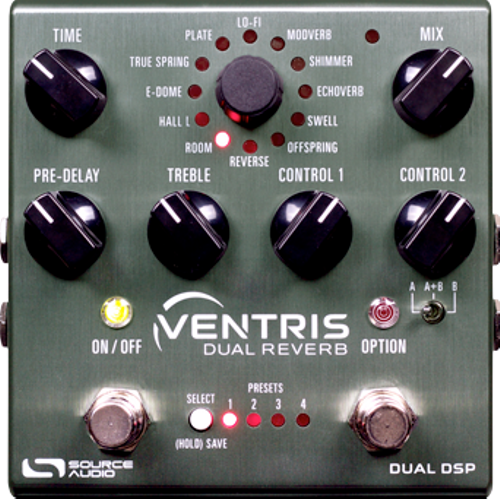 TIME
LO-FI
PLATE
MODVERB
MIX
TRUE SPRING
SHIMMER
E-DOME
ECHOVERB
HALL L
SWELL
ROOM
OFFSPRING
REVERSE
PRE-DELAY
TREBLE
CONTROL 1
CONTROL 2
A A+B B
VENTRIS
DUAL REVERB
ON / OFF
OPTION
PRESETS
SELECT
1 2 3 4
(HOLD) SAVE
SOURCE
AUDIO
DUAL DSP